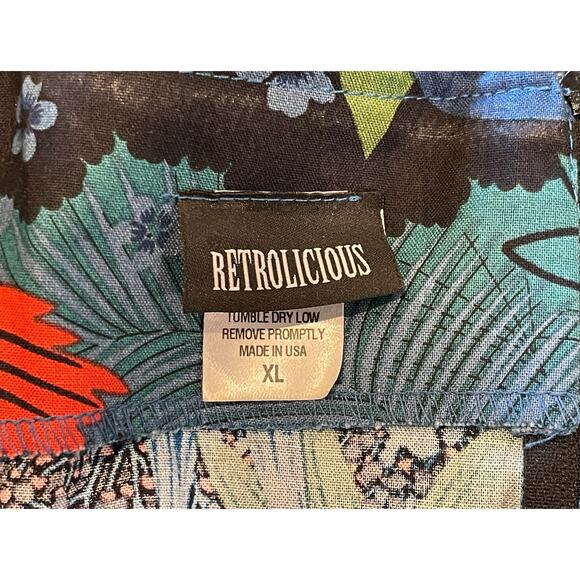 RETROLICIOUS
TUMBLE DRY LOW
REMOVE PROMPTLY
MADE IN USA
XL